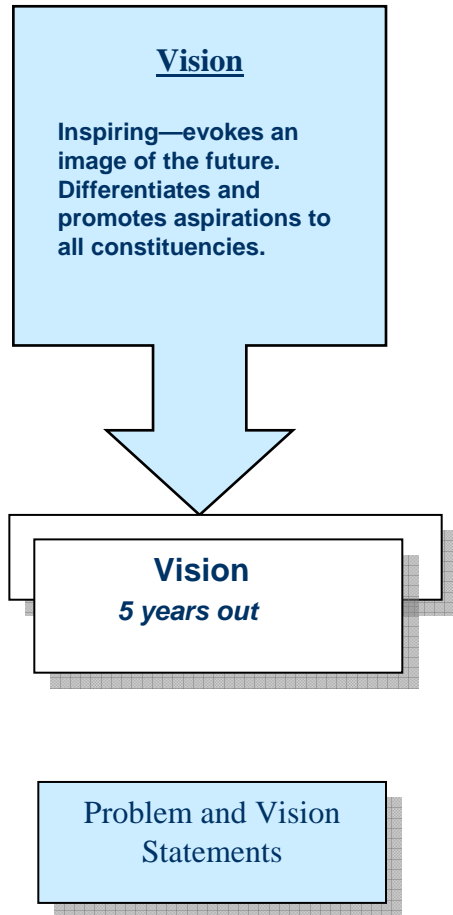 Vision
Inspiring—evokes an
image of the future.
Differentiates and
promotes aspirations to
all constituencies.
Vision
5 years out
Problem and Vision
Statements